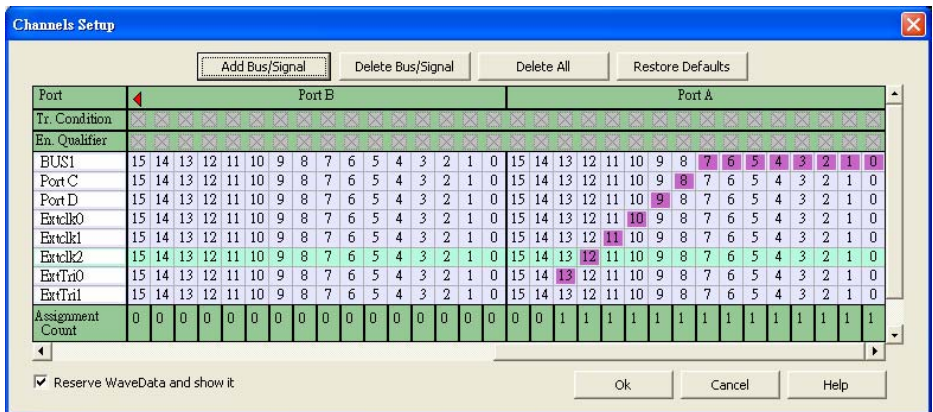 Channels Setup
Add Bus/Signal Delete Bus/Signal Delete All Restore Defaults
Port Port B Port A
Tr. Condition
En. Qualifier
BUS1 15 14 13 12 11 10 9 8 7 6 5 4 3 2 1 0 15 14 13 12 11 10 9 8 7 6 5 4 3 2 1 0
Port C 15 14 13 12 11 10 9 8 7 6 5 4 3 2 1 0 15 14 13 12 11 10 9 8 7 6 5 4 3 2 1 0
Port D 15 14 13 12 11 10 9 8 7 6 5 4 3 2 1 0 15 14 13 12 11 10 9 8 7 6 5 4 3 2 1 0
Extclk0 15 14 13 12 11 10 9 8 7 6 5 4 3 2 1 0 15 14 13 12 11 10 9 8 7 6 5 4 3 2 1 0
Extclk1 15 14 13 12 11 10 9 8 7 6 5 4 3 2 1 0 15 14 13 12 11 10 9 8 7 6 5 4 3 2 1 0
Extclk2 15 14 13 12 11 10 9 8 7 6 5 4 3 2 1 0 15 14 13 12 11 10 9 8 7 6 5 4 3 2 1 0
ExtTri0 15 14 13 12 11 10 9 8 7 6 5 4 3 2 1 0 15 14 13 12 11 10 9 8 7 6 5 4 3 2 1 0
ExtTri1 15 14 13 12 11 10 9 8 7 6 5 4 3 2 1 0 15 14 13 12 11 10 9 8 7 6 5 4 3 2 1 0
Assignment
Count 0 0 0 0 0 0 0 0 0 0 0 0 0 0 0 0 0 0 1 1 1 1 1 1 1 1 1 1 1 1 1 1
Reserve WaveData and show it Ok Cancel Help